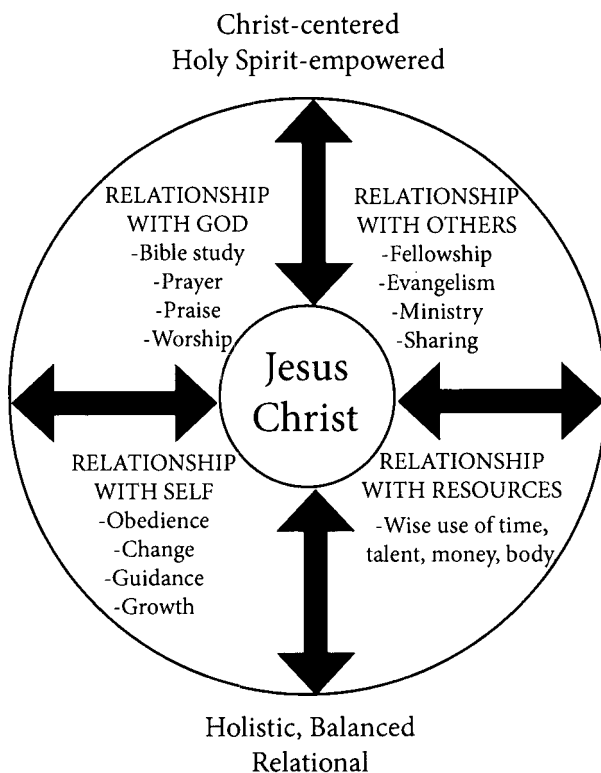 Christ-centered
Holy Spirit-empowered
RELATIONSHIP
WITH GOD
-Bible study
-Prayer
-Praise
-Worship
RELATIONSHIP
WITH OTHERS
-Fellowship
-Evangelism
-Ministry
-Sharing
Jesus
Christ
RELATIONSHIP
WITH SELF
-Obedience
-Change
-Guidance
-Growth
RELATIONSHIP
WITH RESOURCES
-Wise use of time,
talent, money, body
Holistic, Balanced
Relational